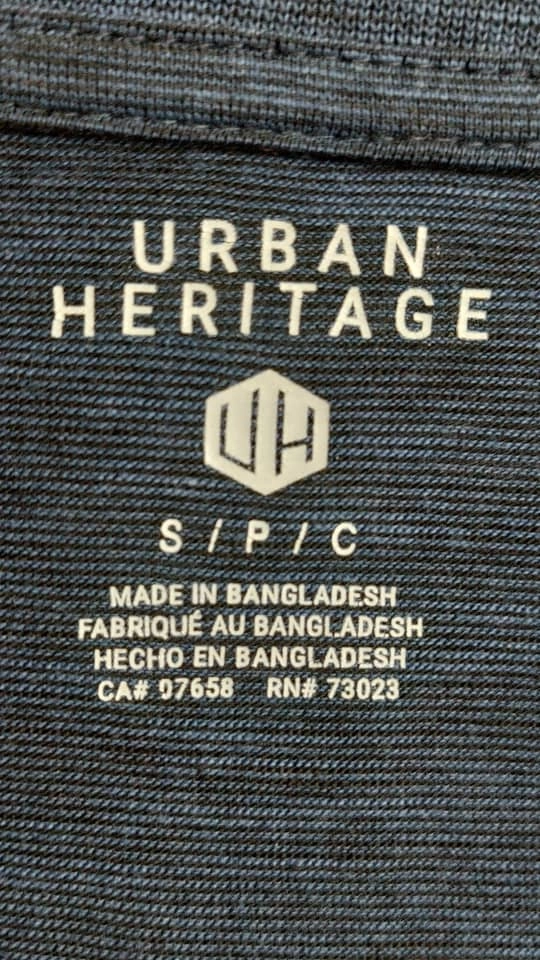 URBAN
HERITAGE
UH
S / P / C
MADE IN BANGLADESH
FABRIQUÉ AU BANGLADESH
HECHO EN BANGLADESH
CA# 07658 RN# 73023